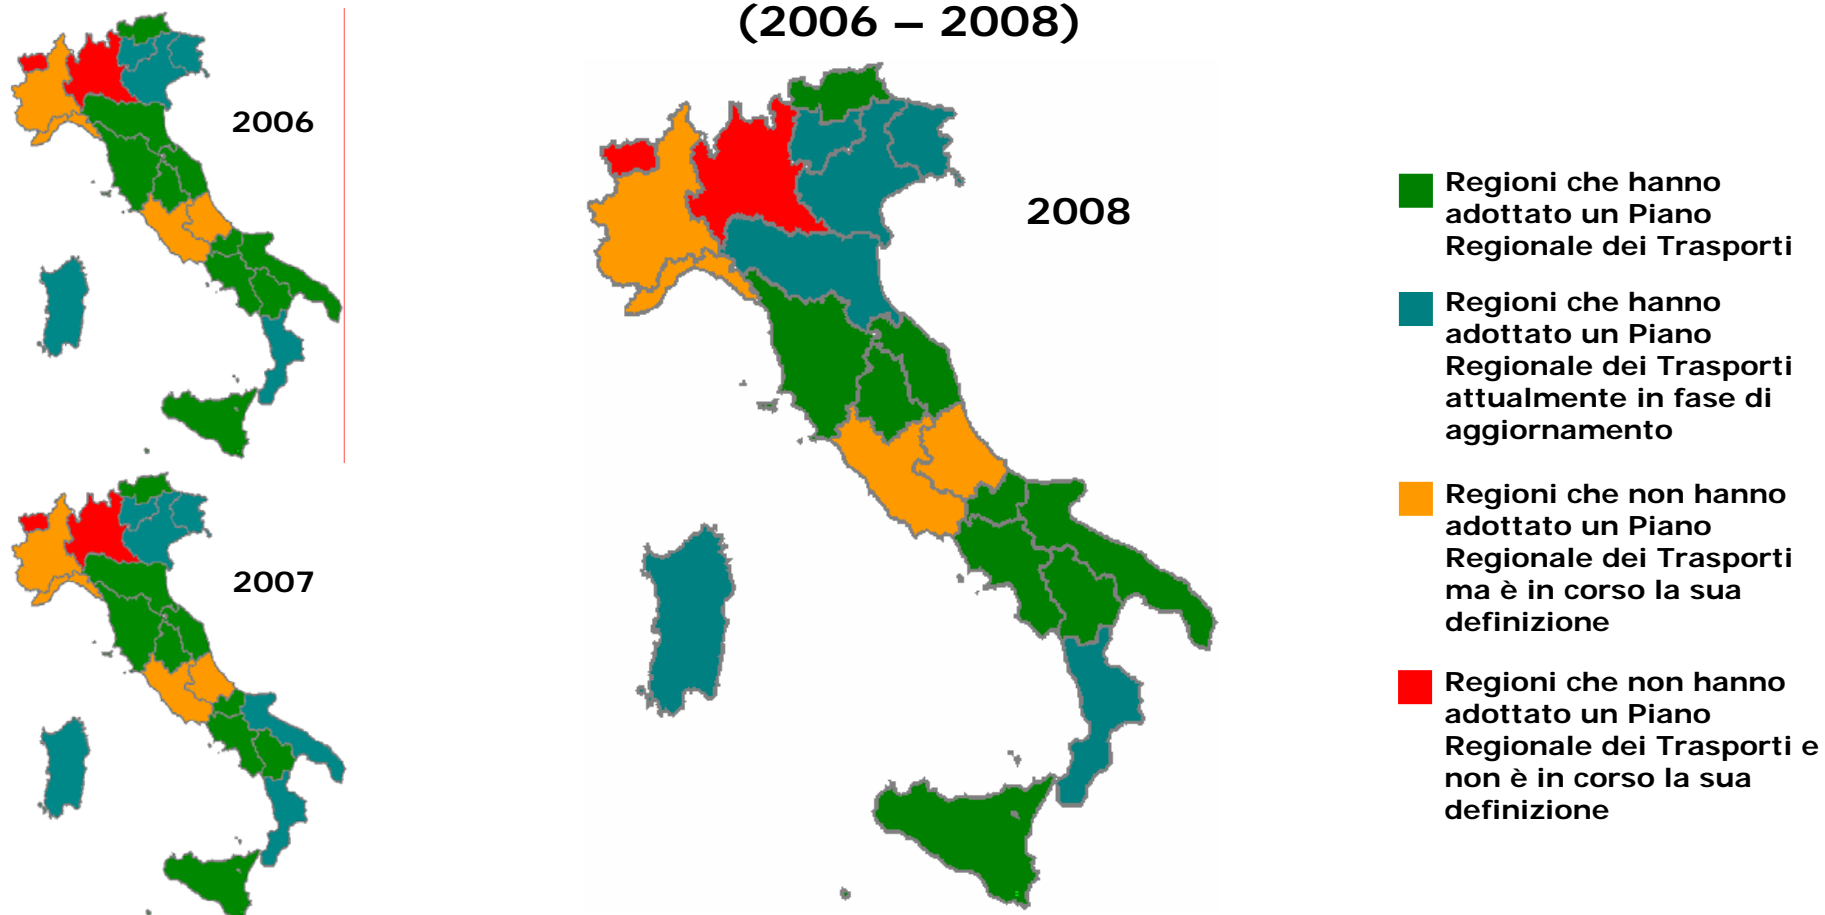 (2006 – 2008)
2006
2007
2008
Regioni che hanno
adottato un Piano
Regionale dei Trasporti
Regioni che hanno
adottato un Piano
Regionale dei Trasporti
attualmente in fase di
aggiornamento
Regioni che non hanno
adottato un Piano
Regionale dei Trasporti
ma è in corso la sua
definizione
Regioni che non hanno
adottato un Piano
Regionale dei Trasporti e
non è in corso la sua
definizione